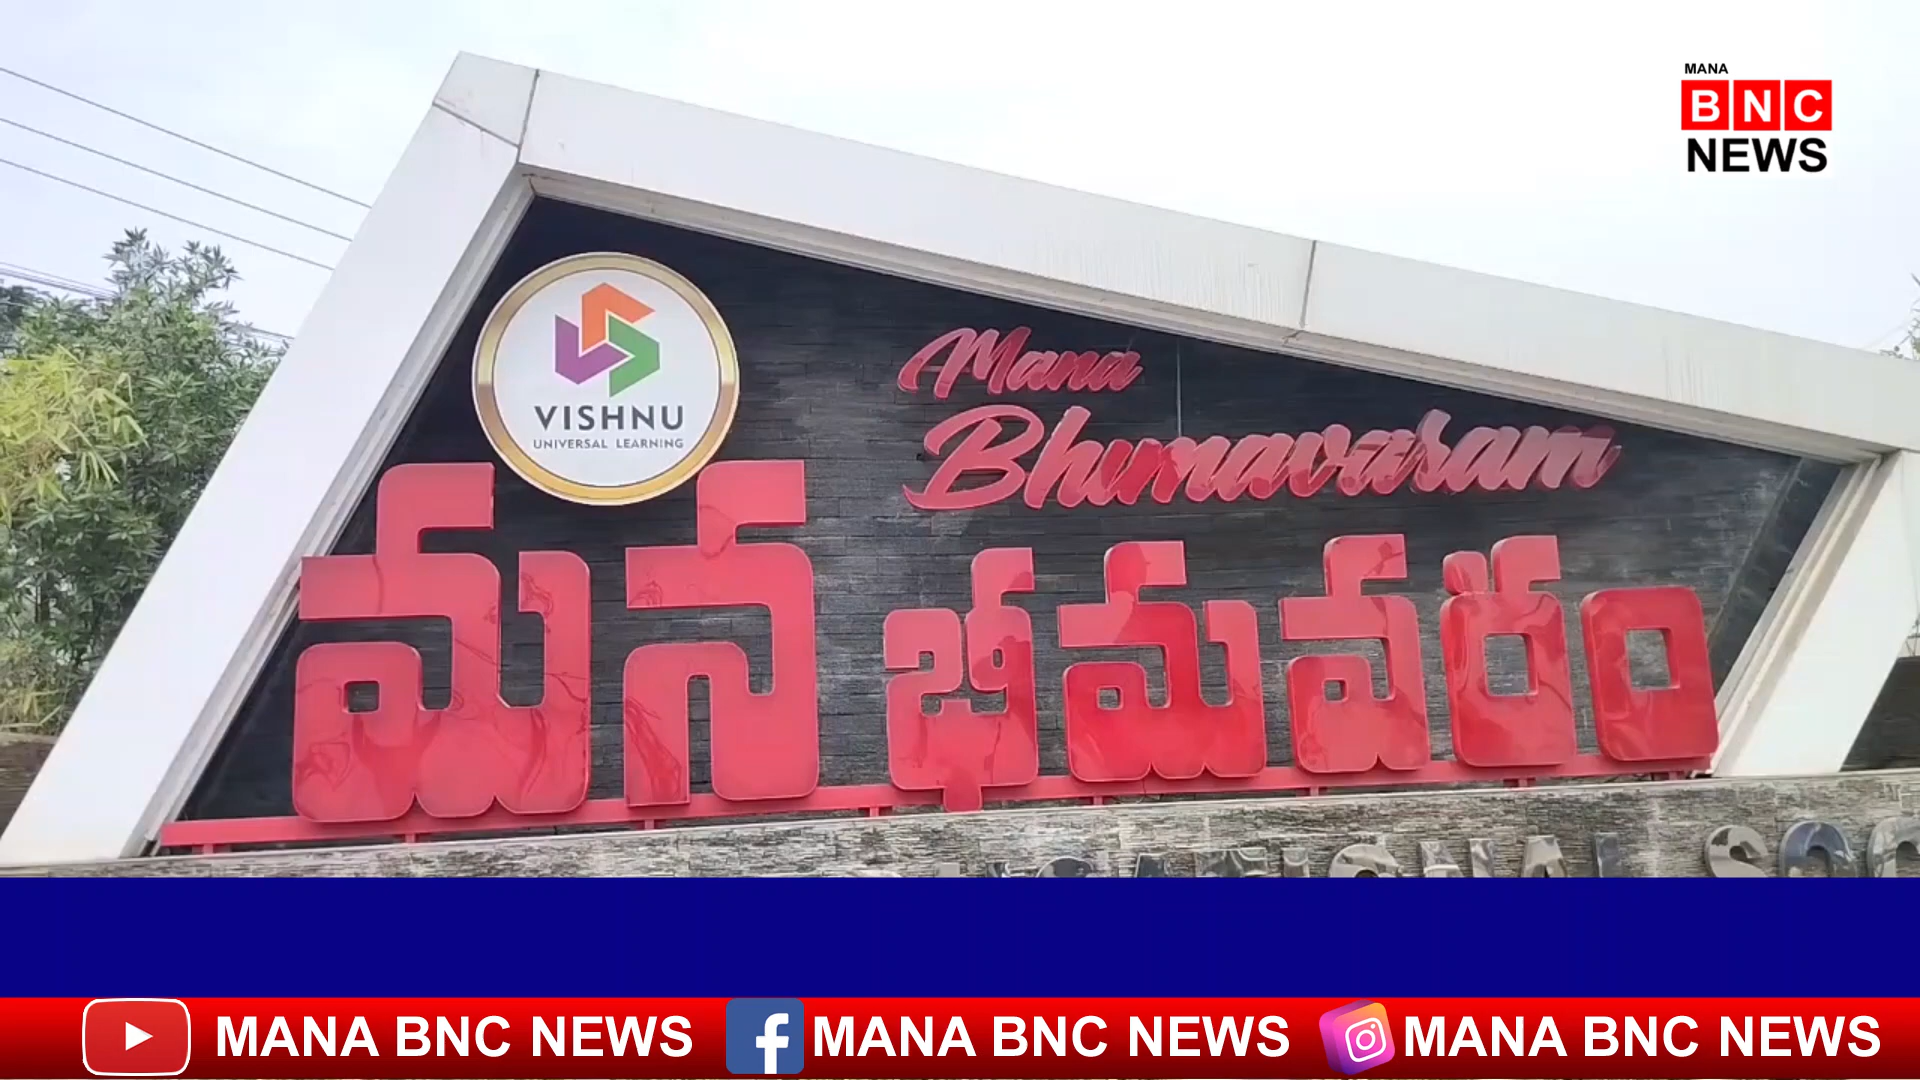 MANA
BNC
NEWS
VISHNU
UNIVERSAL LEARNING
Mana
Bhimavaram
మన భీమవరం
MANA BNC NEWS MANA BNC NEWS MANA BNC NEWS